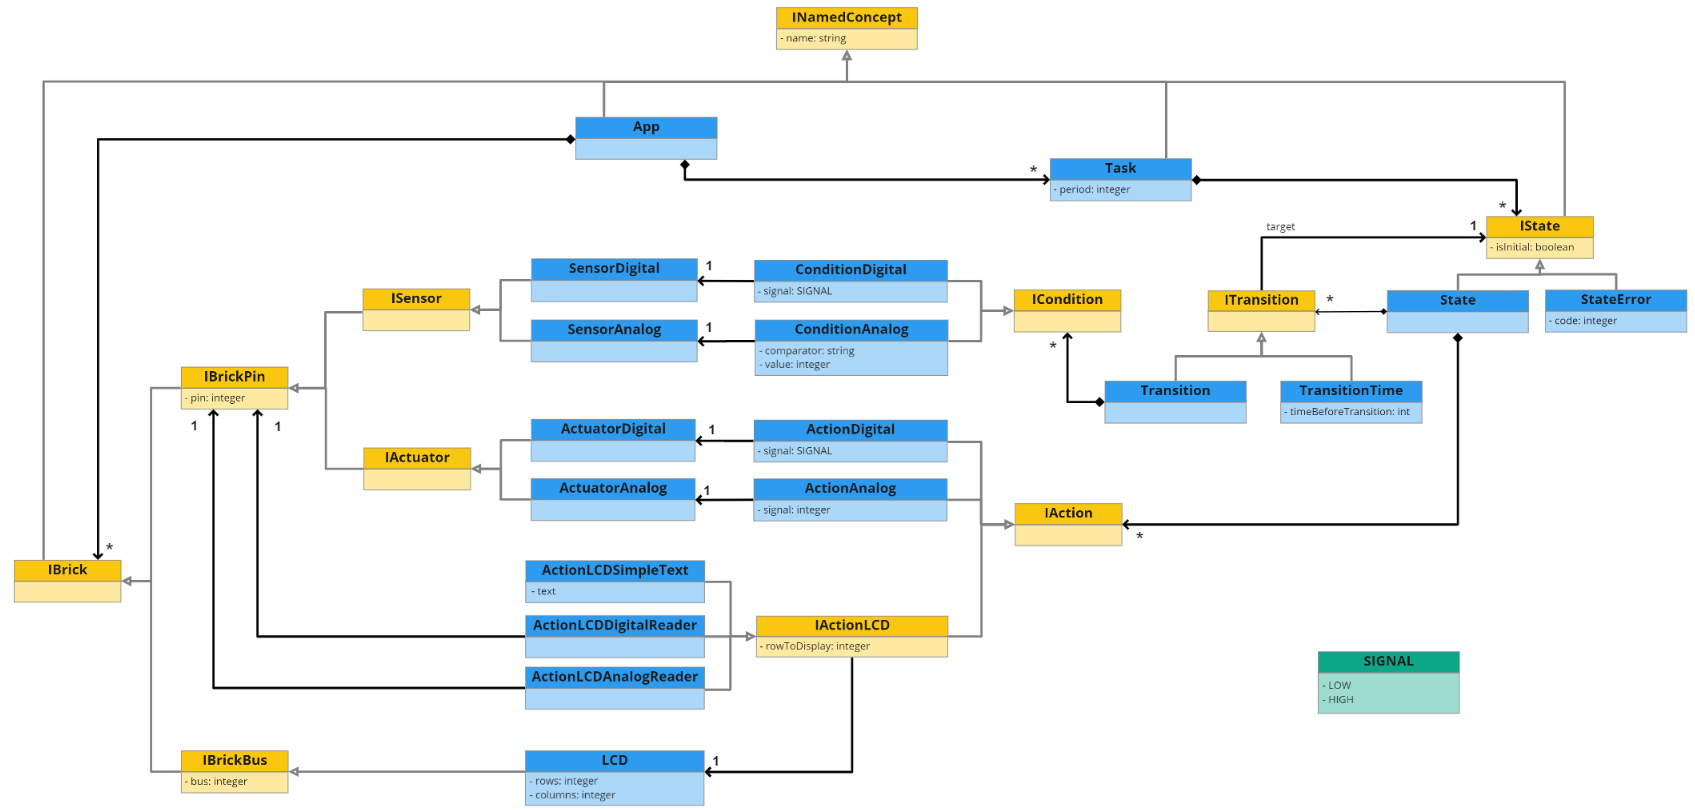 INamedConcept
- name: string
App
Task
- period: integer
*
*
IState
- isInitial: boolean
target
1
SensorDigital
1
ConditionDigital
- signal: SIGNAL
ISensor
ICondition
ITransition
*
State
StateError
- code: integer
SensorAnalog
1
ConditionAnalog
- comparator: string
- value: integer
*
IBrickPin
- pin: integer
Transition
TransitionTime
- timeBeforeTransition: int
1
1
ActuatorDigital
1
ActionDigital
- signal: SIGNAL
IActuator
ActuatorAnalog
1
ActionAnalog
- signal: integer
IAction
*
*
IBrick
ActionLCDSimpleText
- text
ActionLCDDigitalReader
IActionLCD
- rowToDisplay: integer
ActionLCDAnalogReader
SIGNAL
- LOW
- HIGH
IBrickBus
- bus: integer
LCD
- rows: integer
- columns: integer
1